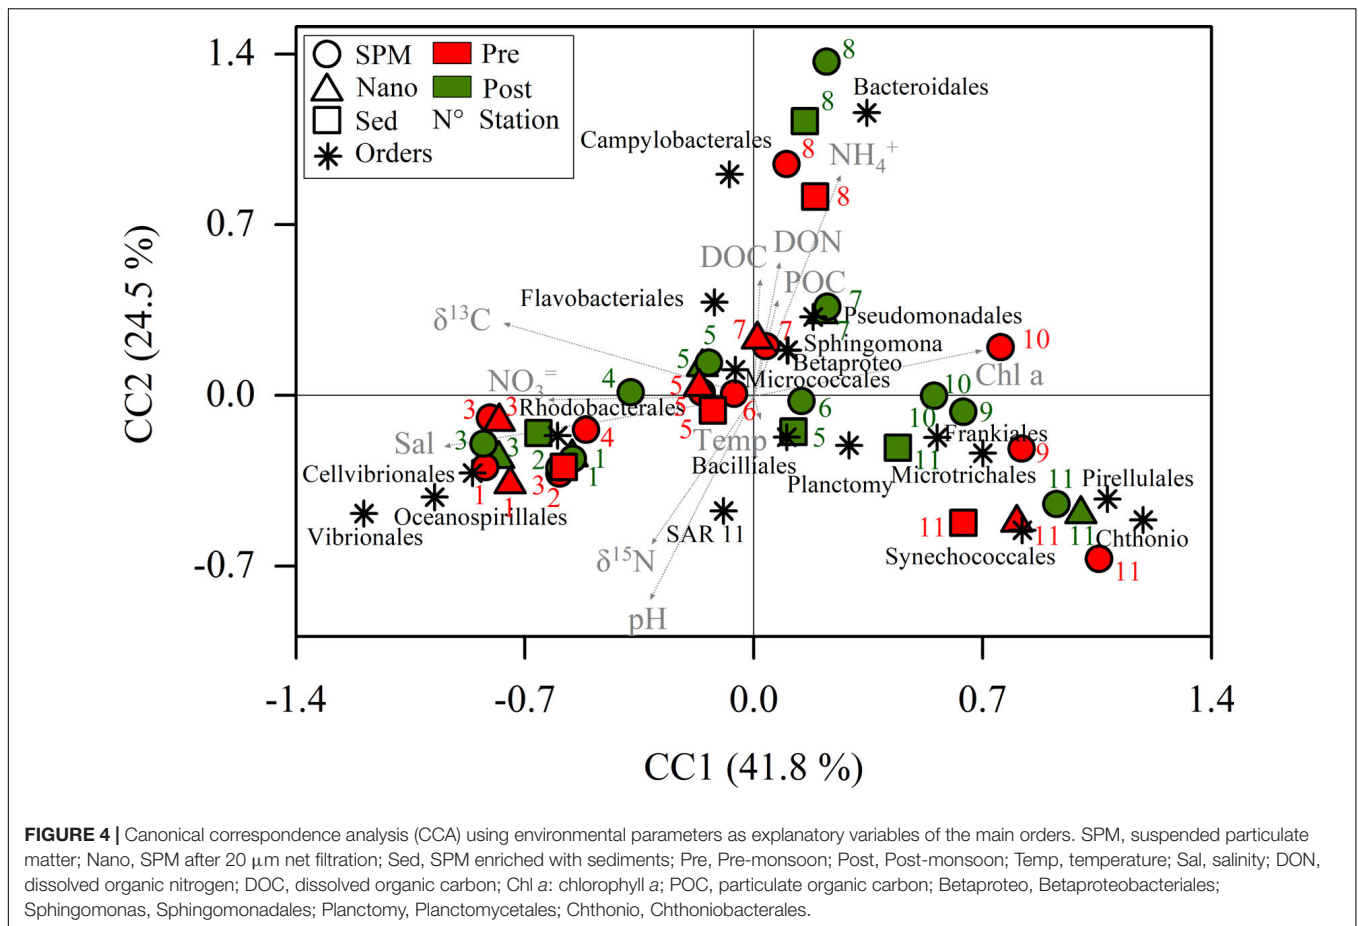 1.4
0.7
0.0
-0.7
CC2 (24.5 %)
SPM Pre
Nano Post
Sed N° Station
Orders
8
Bacteroidales
8
Campylobacterales
8
NH₄⁺
8
DON
DOC
POC
Flavobacteriales
7
Pseudomonadales
δ¹³C
7 7 7
5
Sphingomona
10
5
Betaproteo
4
NO₃⁼
5
Micrococcales
Chl a
3 3
Rhodobacterales
5
5
6
6
10
9
4
Temp
5
10
Frankiales
Sal
3 3
2 1
9
Cellvibrionales
Bacilliales
11
Microtrichales
Planctomy
Pirellulales
1 1
3 2
1
11
Oceanospirillales
Vibrionales
SAR 11
11
11
11
Chthonio
Synechococcales
δ¹⁵N
11
pH
-1.4 -0.7 0.0 0.7 1.4
CC1 (41.8 %)
FIGURE 4 | Canonical correspondence analysis (CCA) using environmental parameters as explanatory variables of the main orders. SPM, suspended particulate
matter; Nano, SPM after 20 μm net filtration; Sed, SPM enriched with sediments; Pre, Pre-monsoon; Post, Post-monsoon; Temp, temperature; Sal, salinity; DON,
dissolved organic nitrogen; DOC, dissolved organic carbon; Chl a: chlorophyll a; POC, particulate organic carbon; Betaproteo, Betaproteobacteriales;
Sphingomonas, Sphingomonadales; Planctomy, Planctomycetales; Chthonio, Chthoniobacterales.